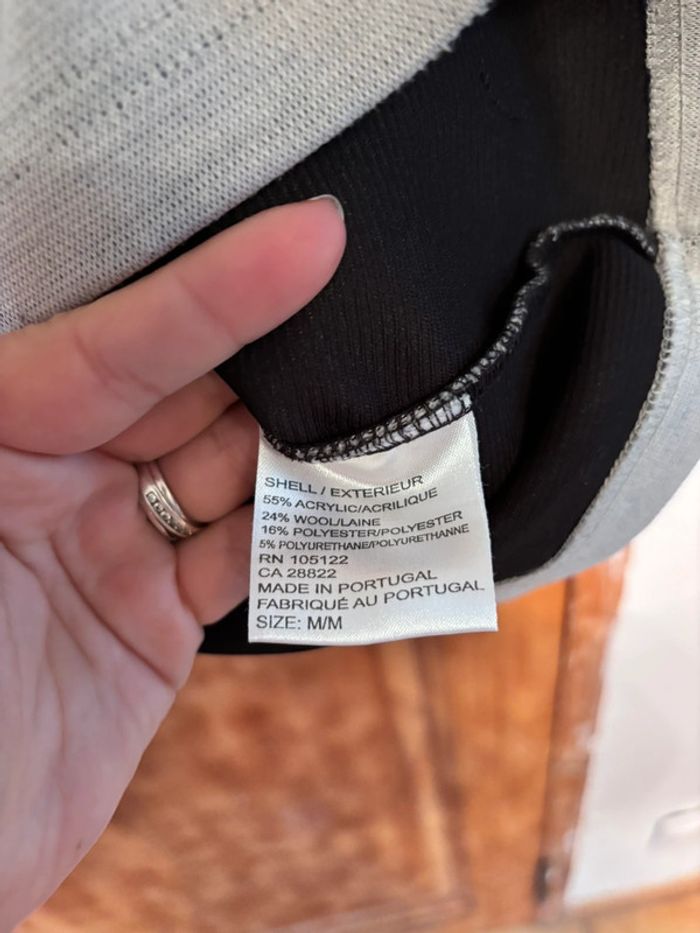 SHELL / EXTERIEUR
55% ACRYLIC/ACRILIQUE
24% WOOL/LAINE
16% POLYESTER/POLYESTER
5% POLYURETHANE/POLYURETHANNE
RN 105122
CA 28822
MADE IN PORTUGAL
FABRIQUÉ AU PORTUGAL
SIZE: M/M